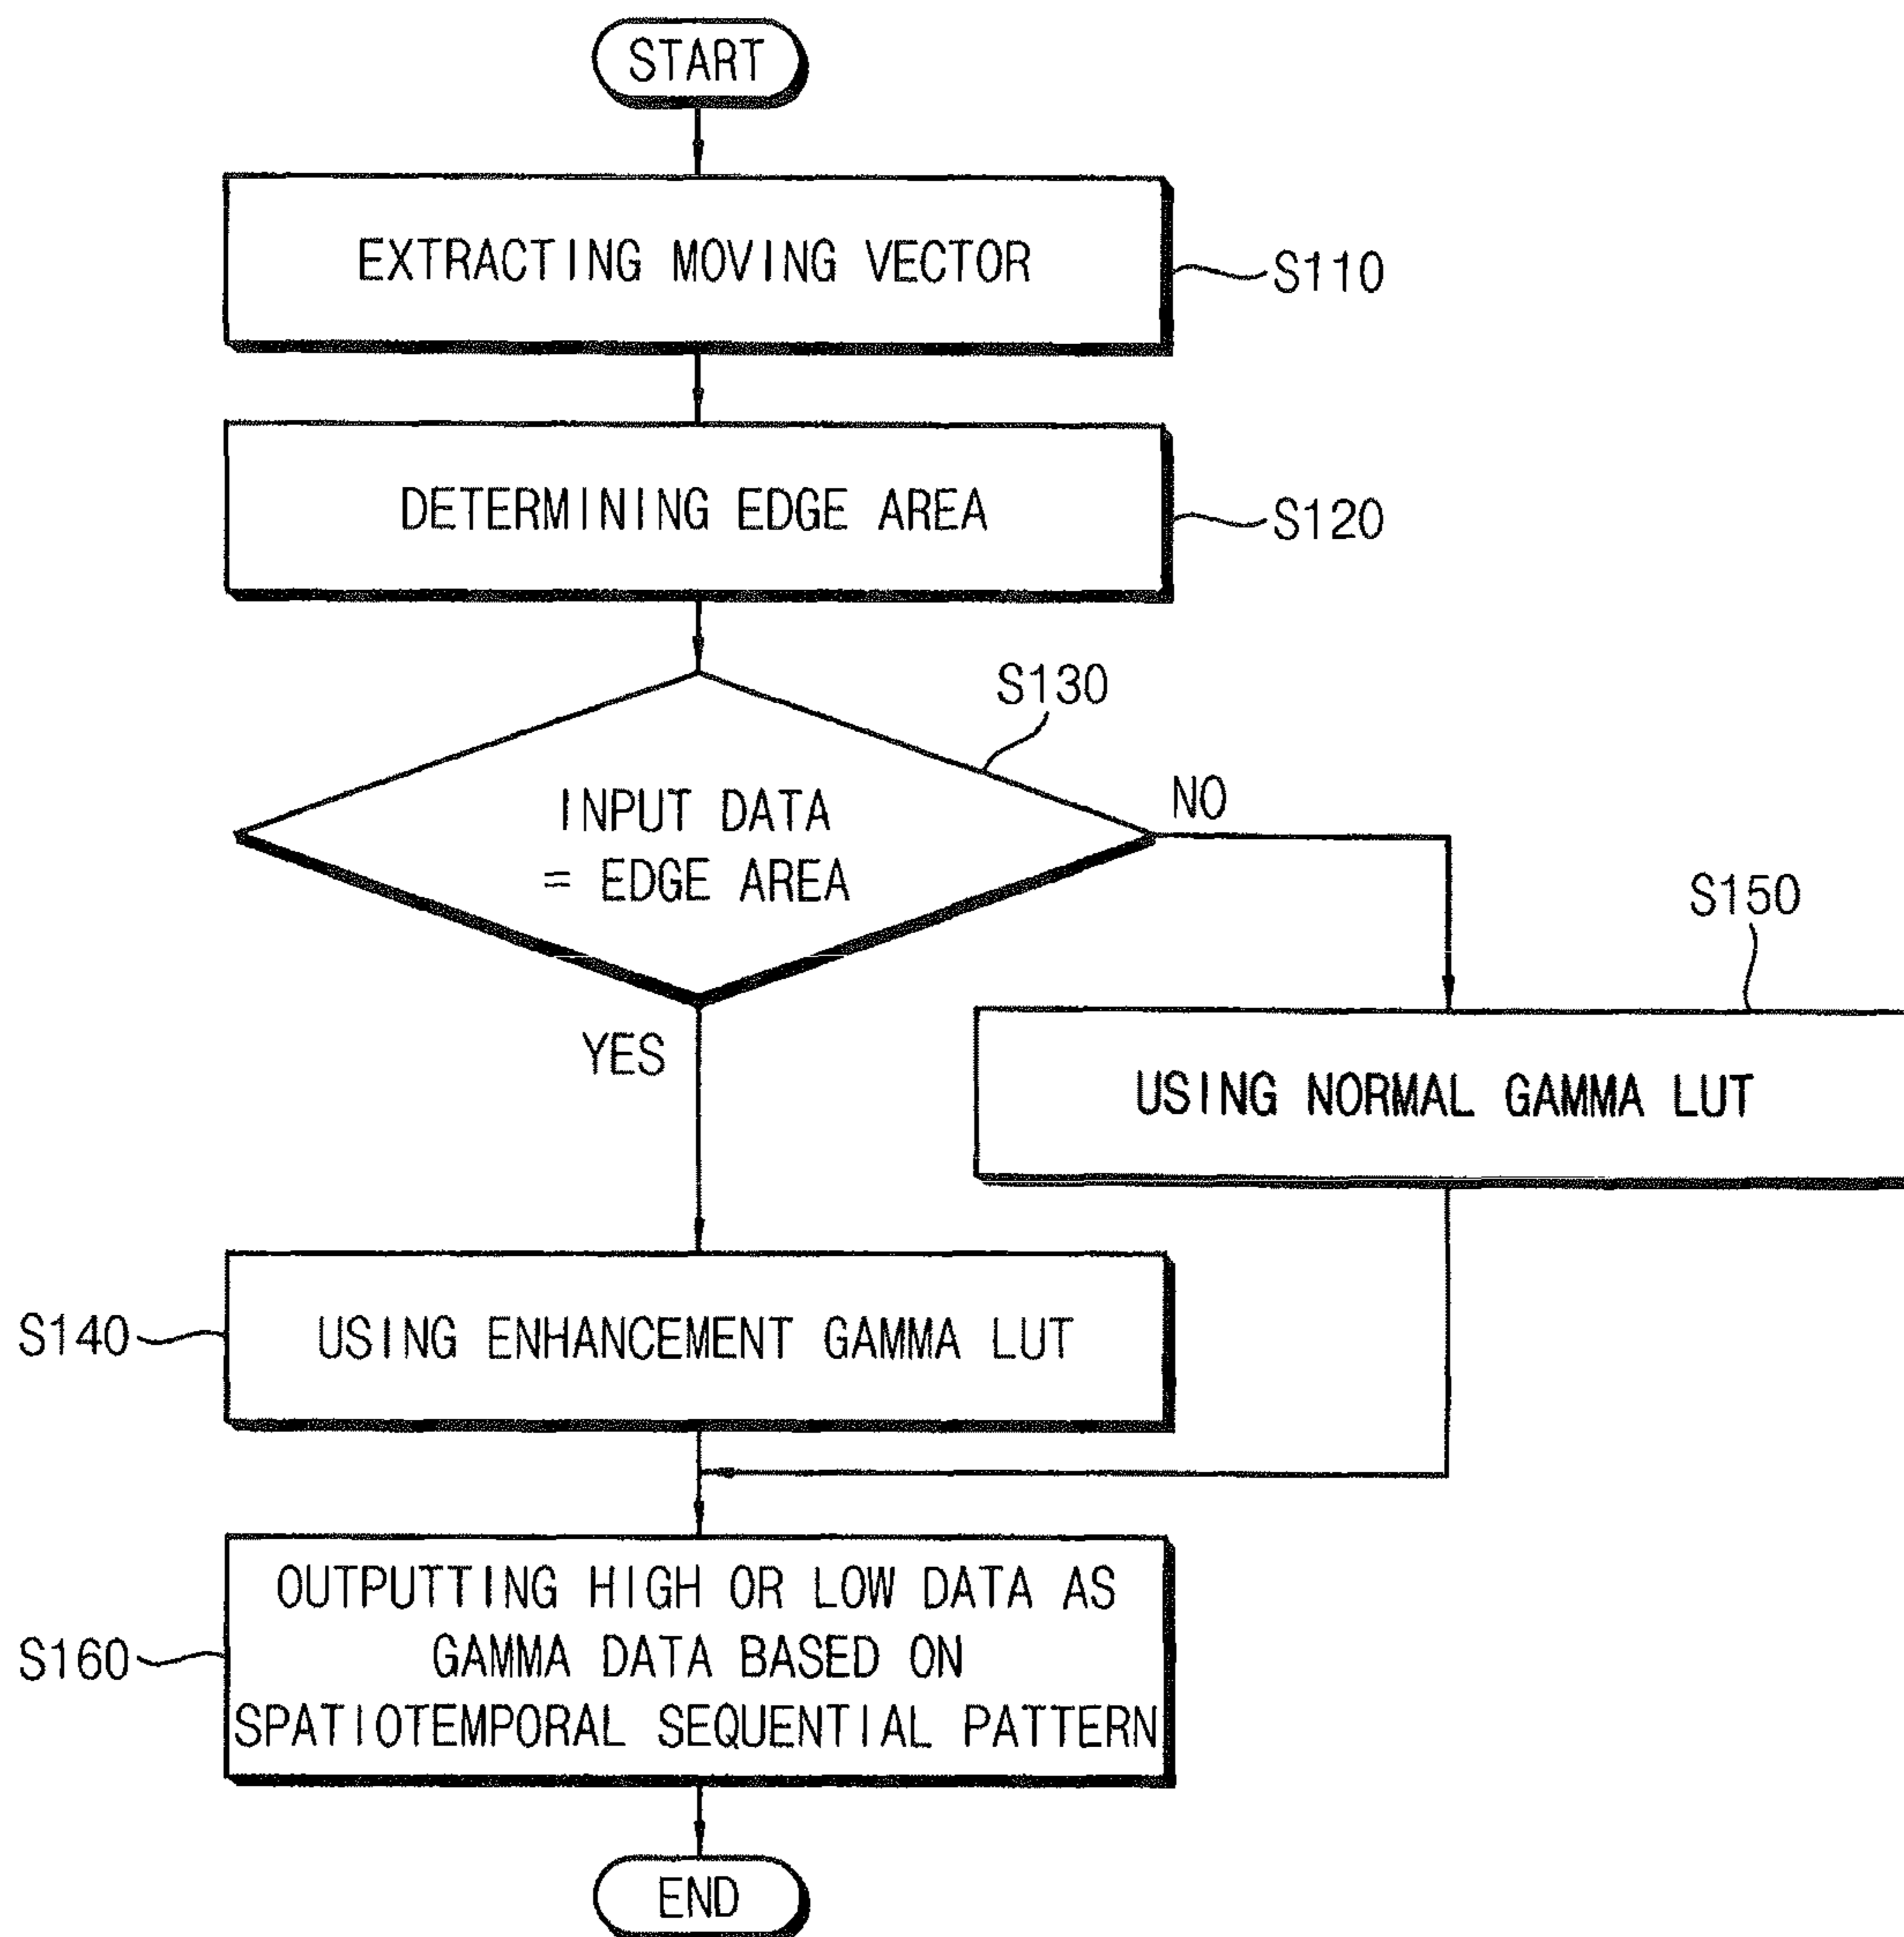 START
EXTRACTING MOVING VECTOR
S110
DETERMINING EDGE AREA
S120
S130
INPUT DATA
= EDGE AREA
NO
YES
S150
USING NORMAL GAMMA LUT
S140
USING ENHANCEMENT GAMMA LUT
S160
OUTPUTTING HIGH OR LOW DATA AS
GAMMA DATA BASED ON
SPATIOTEMPORAL SEQUENTIAL PATTERN
END